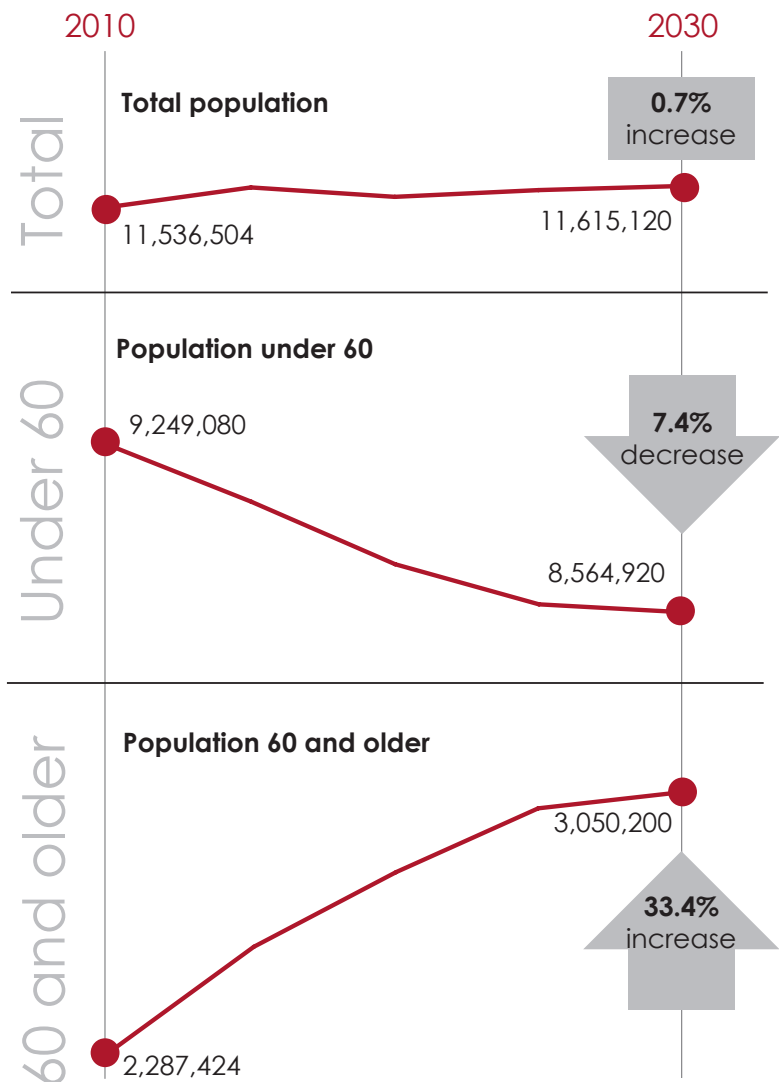 2010
2030
Total
Total population
0.7%
increase
11,536,504
11,615,120
Under 60
Population under 60
9,249,080
7.4%
decrease
8,564,920
60 and older
Population 60 and older
3,050,200
33.4%
increase
2,287,424